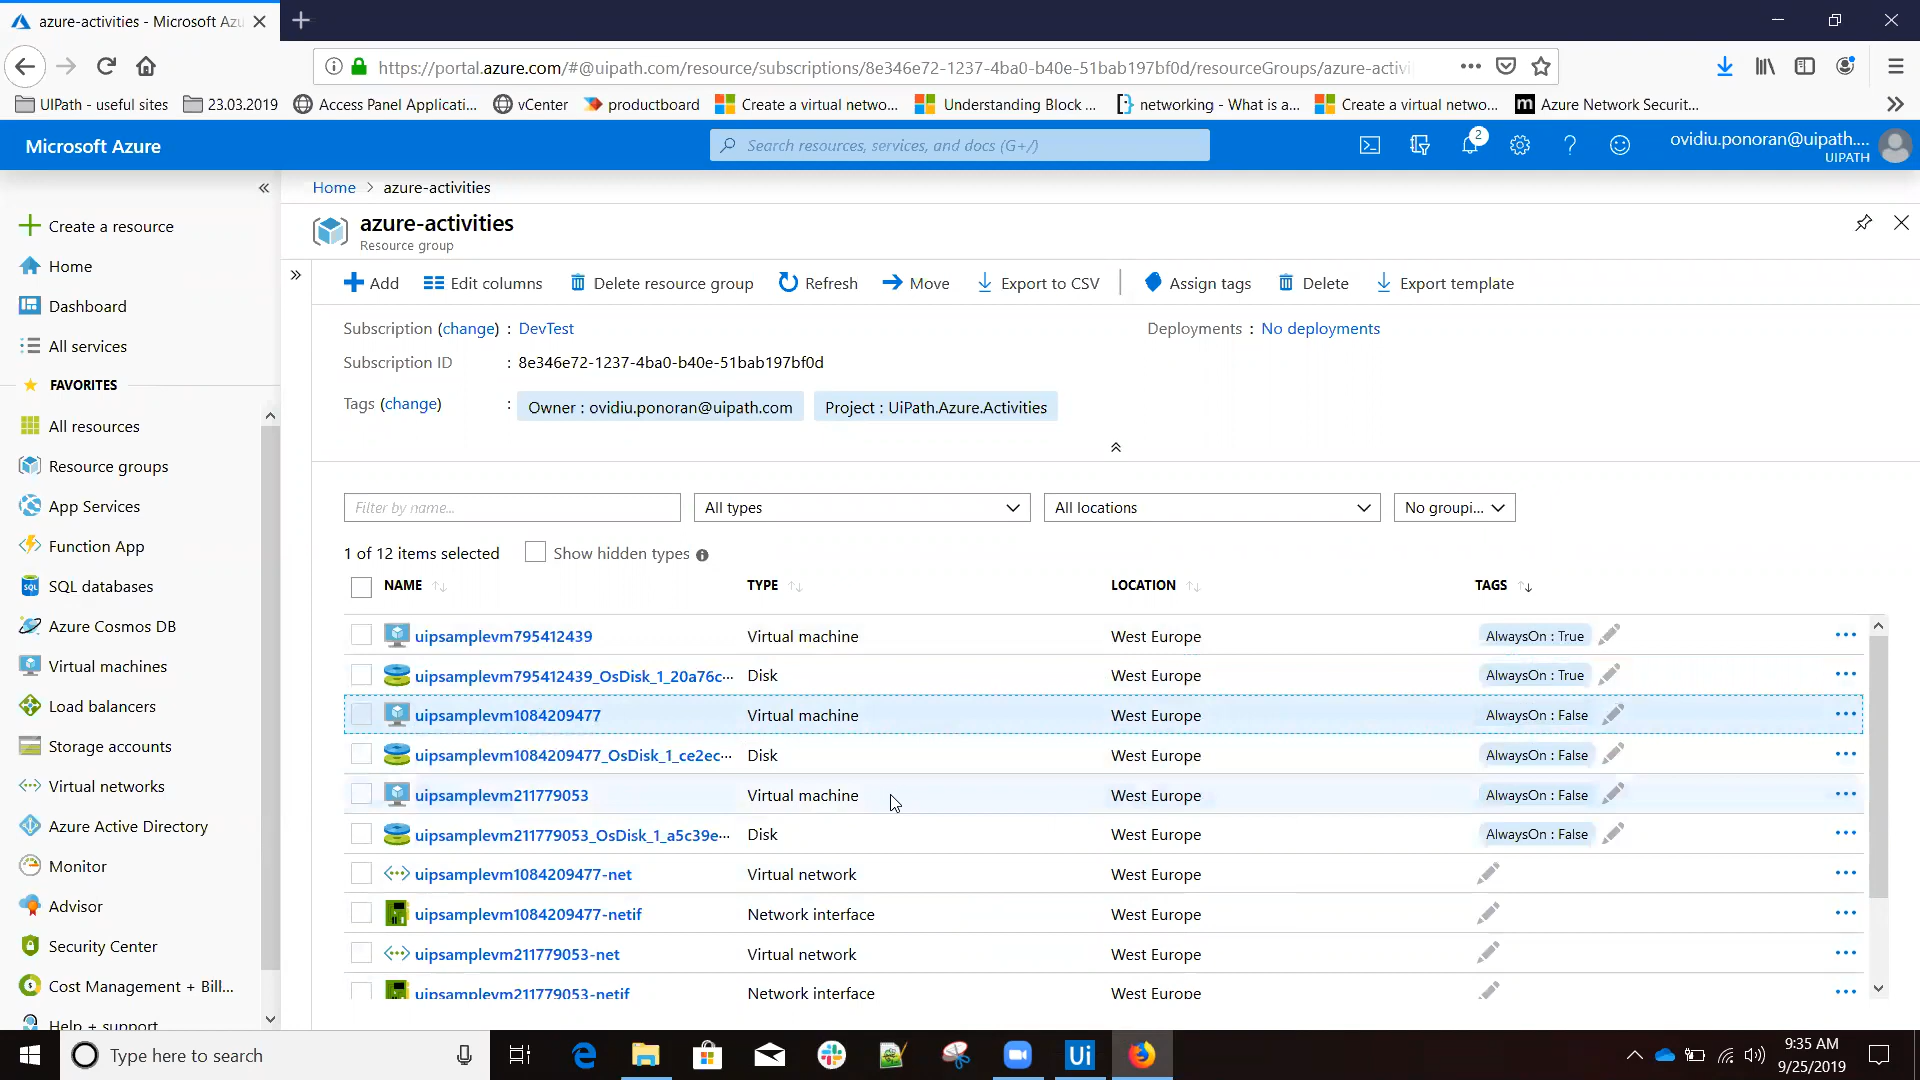 azure-activities - Microsoft Azu
https://portal.azure.com/#@uipath.com/resource/subscriptions/8e346e72-1237-4ba0-b40e-51bab197bf0d/resourceGroups/azure-activi
UIPath - useful sites 23.03.2019 Access Panel Applicati... vCenter productboard Create a virtual netwo... Understanding Block ... networking - What is a... Create a virtual netwo... Azure Network Securit...
Microsoft Azure
Search resources, services, and docs (G+/)
2
ovidiu.ponoran@uipath....
UIPATH
Create a resource
Home
Dashboard
All services
FAVORITES
All resources
Resource groups
App Services
Function App
SQL databases
Azure Cosmos DB
Virtual machines
Load balancers
Storage accounts
Virtual networks
Azure Active Directory
Monitor
Advisor
Security Center
Cost Management + Bill...
Help + support
Home > azure-activities
azure-activities
Resource group
Add Edit columns Delete resource group Refresh Move Export to CSV Assign tags Delete Export template
Subscription (change) : DevTest
Deployments : No deployments
Subscription ID : 8e346e72-1237-4ba0-b40e-51bab197bf0d
Tags (change) : Owner : ovidiu.ponoran@uipath.com Project : UiPath.Azure.Activities
Filter by name... All types All locations No groupi...
1 of 12 items selected Show hidden types
NAME TYPE LOCATION TAGS
uipsamplevm795412439 Virtual machine West Europe AlwaysOn : True
uipsamplevm795412439_OsDisk_1_20a76c... Disk West Europe AlwaysOn : True
uipsamplevm1084209477 Virtual machine West Europe AlwaysOn : False
uipsamplevm1084209477_OsDisk_1_ce2ec... Disk West Europe AlwaysOn : False
uipsamplevm211779053 Virtual machine West Europe AlwaysOn : False
uipsamplevm211779053_OsDisk_1_a5c39e... Disk West Europe AlwaysOn : False
uipsamplevm1084209477-net Virtual network West Europe
uipsamplevm1084209477-netif Network interface West Europe
uipsamplevm211779053-net Virtual network West Europe
uipsamplevm211779053-netif Network interface West Europe
Type here to search
Ui
9:35 AM
9/25/2019